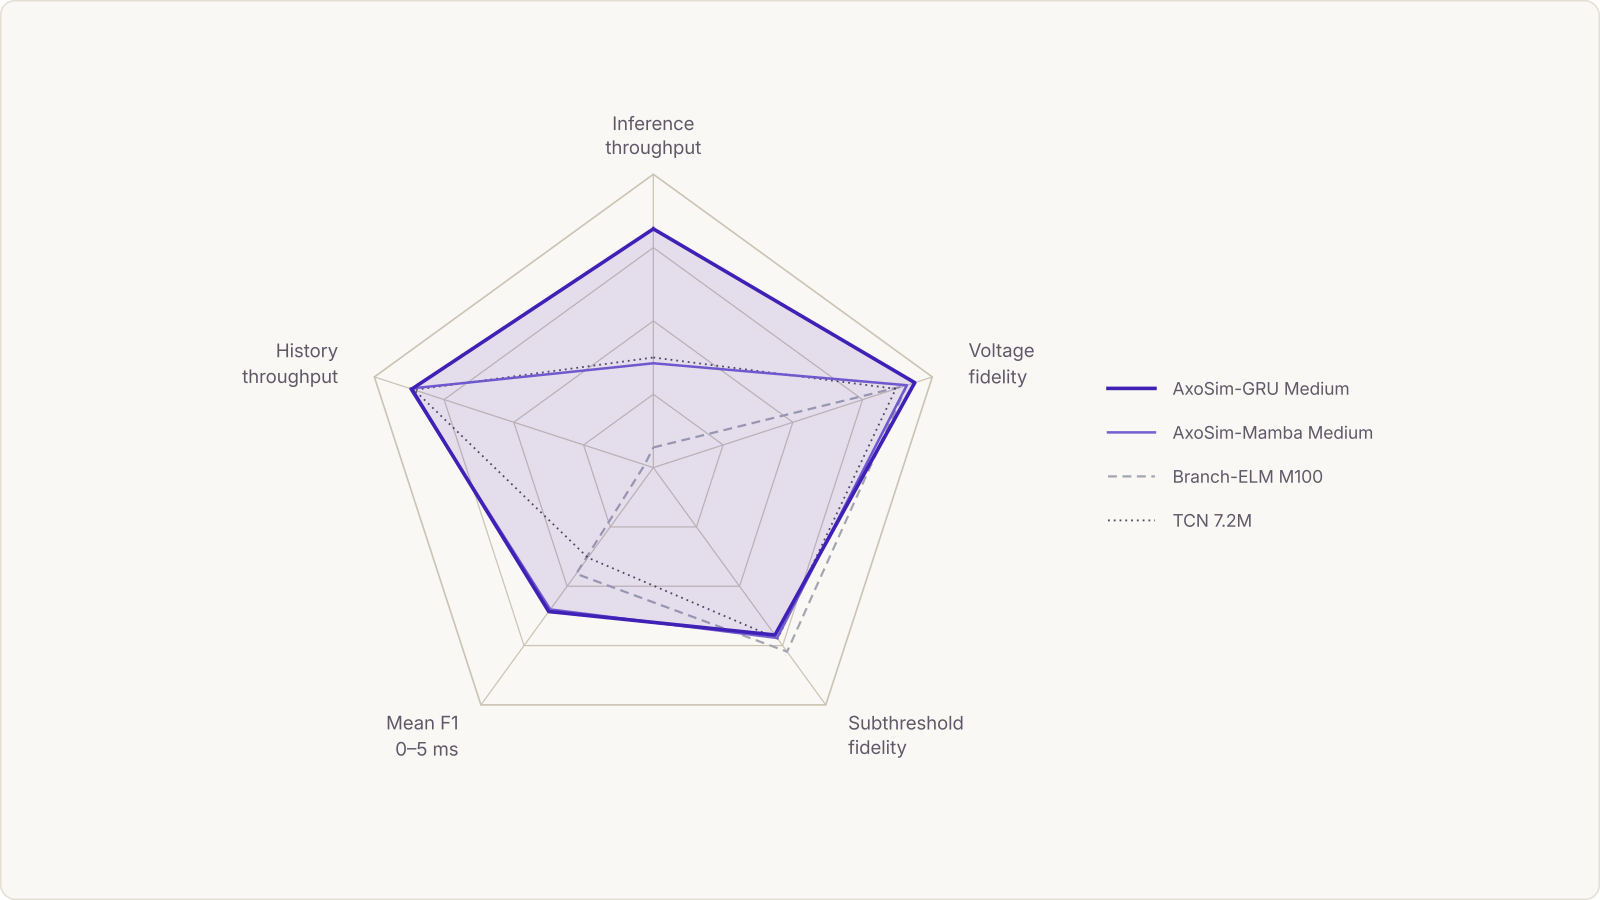 Inference
throughput
History
throughput
Voltage
fidelity
AxoSim-GRU Medium
AxoSim-Mamba Medium
Branch-ELM M100
TCN 7.2M
Mean F1
0–5 ms
Subthreshold
fidelity